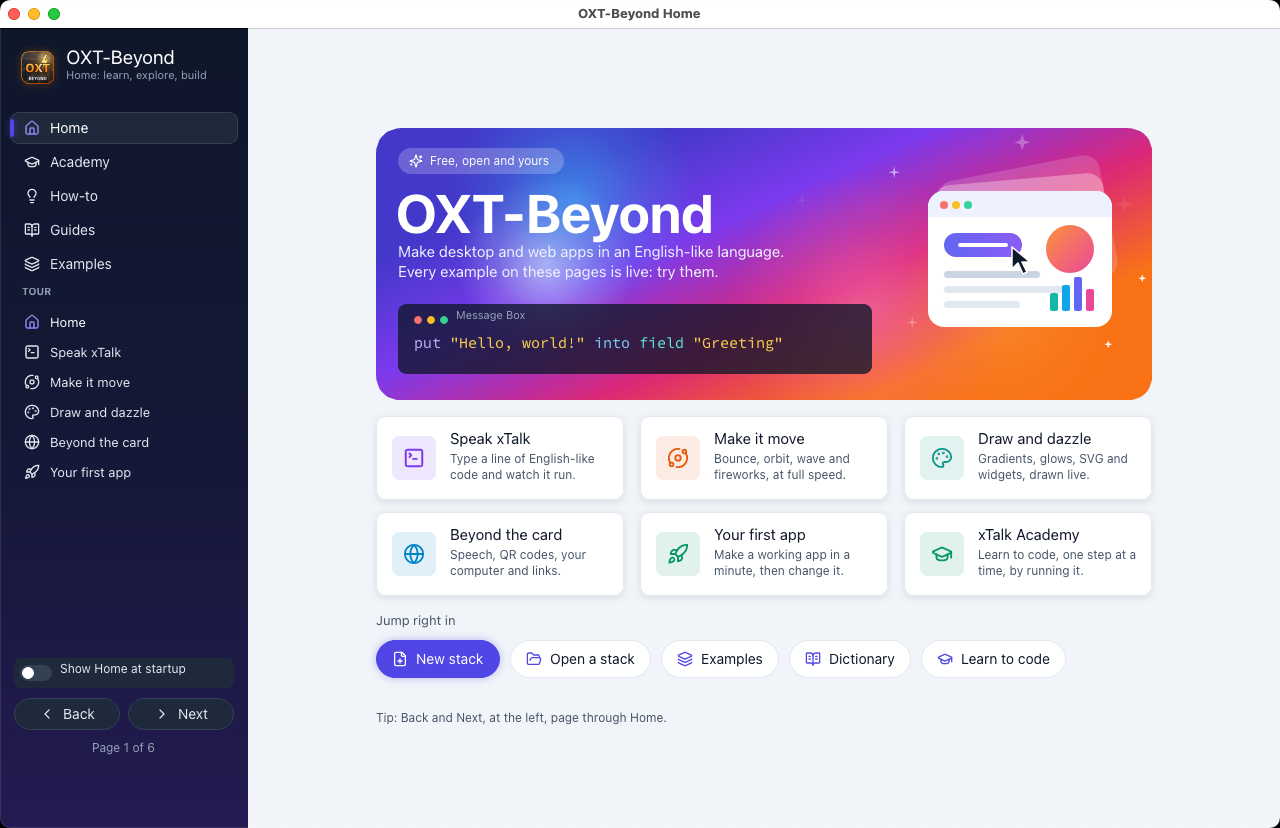 OXT-Beyond Home
OXT
BEYOND
OXT-Beyond
Home: learn, explore, build
Home
Academy
How-to
Guides
Examples
TOUR
Home
Speak xTalk
Make it move
Draw and dazzle
Beyond the card
Your first app
Show Home at startup
Back
Next
Page 1 of 6
Free, open and yours
OXT-Beyond
Make desktop and web apps in an English-like language.
Every example on these pages is live: try them.
Message Box
put "Hello, world!" into field "Greeting"
Speak xTalk
Type a line of English-like
code and watch it run.
Make it move
Bounce, orbit, wave and
fireworks, at full speed.
Draw and dazzle
Gradients, glows, SVG and
widgets, drawn live.
Beyond the card
Speech, QR codes, your
computer and links.
Your first app
Make a working app in a
minute, then change it.
xTalk Academy
Learn to code, one step at a
time, by running it.
Jump right in
New stack
Open a stack
Examples
Dictionary
Learn to code
Tip: Back and Next, at the left, page through Home.